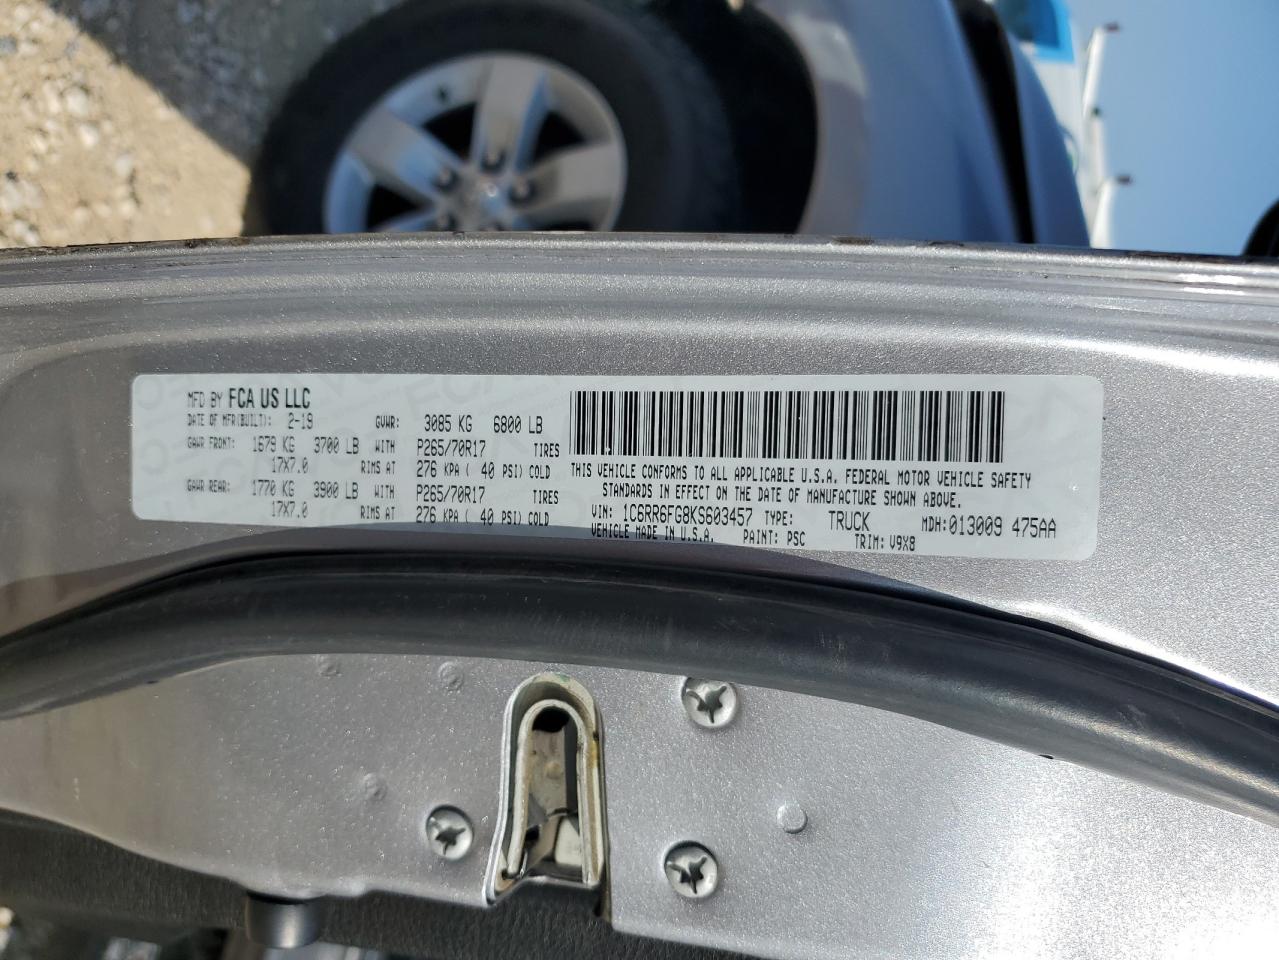 MFD BY FCA US LLC
DATE OF MFR(BUILT): 2-19 GVWR: 3085 KG 6800 LB
GAWR FRONT: 1679 KG 3700 LB WITH P265/70R17 TIRES
17X7.0 RIMS AT 276 KPA ( 40 PSI) COLD
GAWR REAR: 1770 KG 3900 LB WITH P265/70R17 TIRES
17X7.0 RIMS AT 276 KPA ( 40 PSI) COLD
THIS VEHICLE CONFORMS TO ALL APPLICABLE U.S.A. FEDERAL MOTOR VEHICLE SAFETY
STANDARDS IN EFFECT ON THE DATE OF MANUFACTURE SHOWN ABOVE.
VIN: 1C6RR6FG8KS603457 TYPE: TRUCK MDH:013009 475AA
VEHICLE MADE IN U.S.A. PAINT: PSC TRIM: V9X8